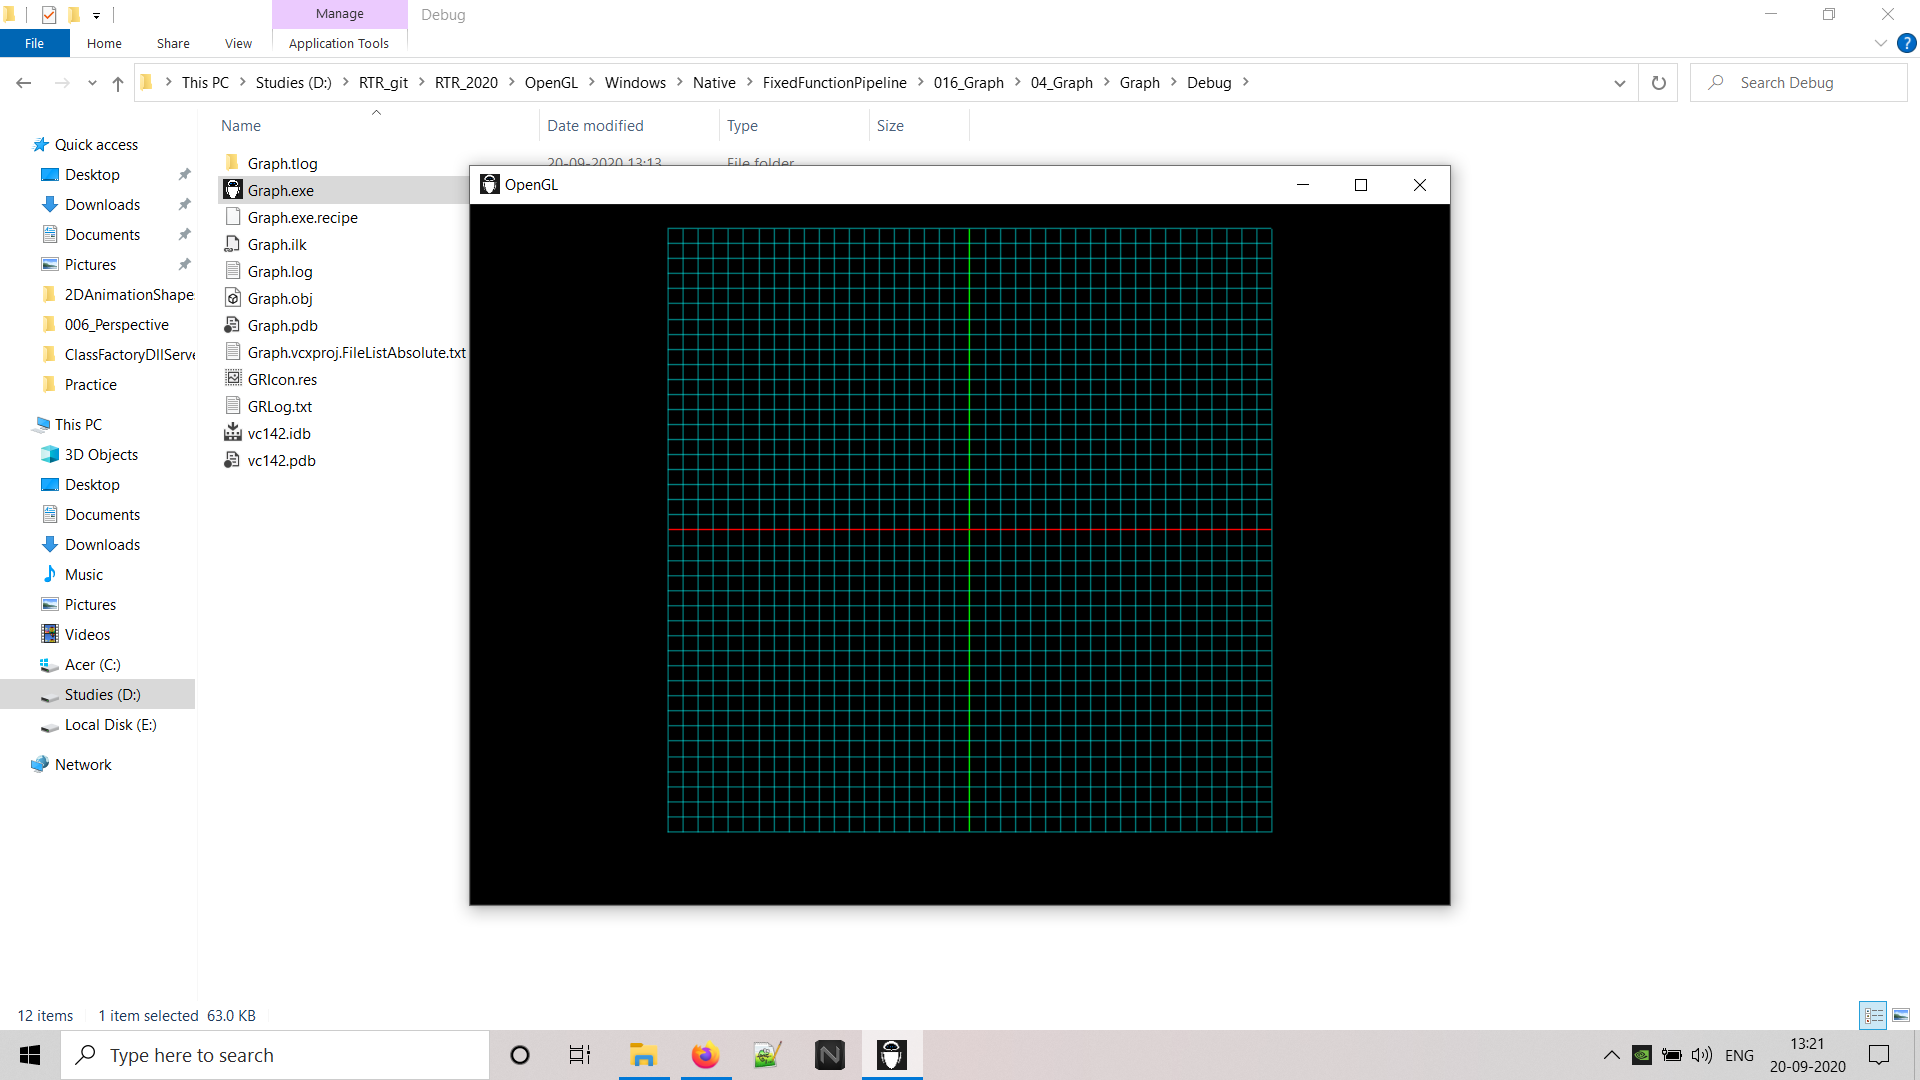 Manage
Debug
File
Home
Share
View
Application Tools
?
This PC
Studies (D:)
RTR_git
RTR_2020
OpenGL
Windows
Native
FixedFunctionPipeline
016_Graph
04_Graph
Graph
Debug
Search Debug
Name
Date modified
Type
Size
Quick access
Desktop
Downloads
Documents
Pictures
2DAnimationShape
006_Perspective
ClassFactoryDllServe
Practice
This PC
3D Objects
Desktop
Documents
Downloads
Music
Pictures
Videos
Acer (C:)
Studies (D:)
Local Disk (E:)
Network
Graph.tlog
20-09-2020 13:13
File folder
Graph.exe
Graph.exe.recipe
Graph.ilk
Graph.log
Graph.obj
Graph.pdb
Graph.vcxproj.FileListAbsolute.txt
GRIcon.res
GRLog.txt
vc142.idb
vc142.pdb
OpenGL
12 items
1 item selected 63.0 KB
Type here to search
N
ENG
13:21
20-09-2020